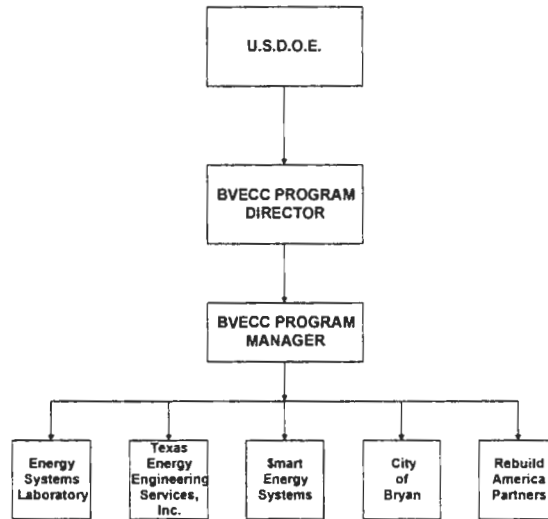 U.S.D.O.E.
BVECC PROGRAM
DIRECTOR
BVECC PROGRAM
MANAGER
Energy
Systems
Laboratory
Texas
Energy
Engineering
Services,
Inc.
$mart
Energy
Systems
City
of
Bryan
Rebuild
America
Partners